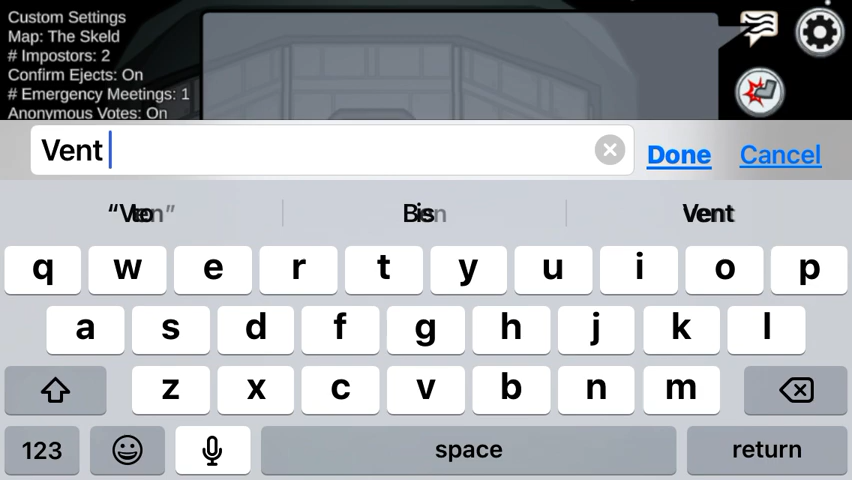 Custom Settings
Map: The Skeld
# Impostors: 2
Confirm Ejects: On
# Emergency Meetings: 1
Anonymous Votes: On
Vent
Done
Cancel
Vent
q w e r t y u i o p
a s d f g h j k l
z x c v b n m
123
space
return